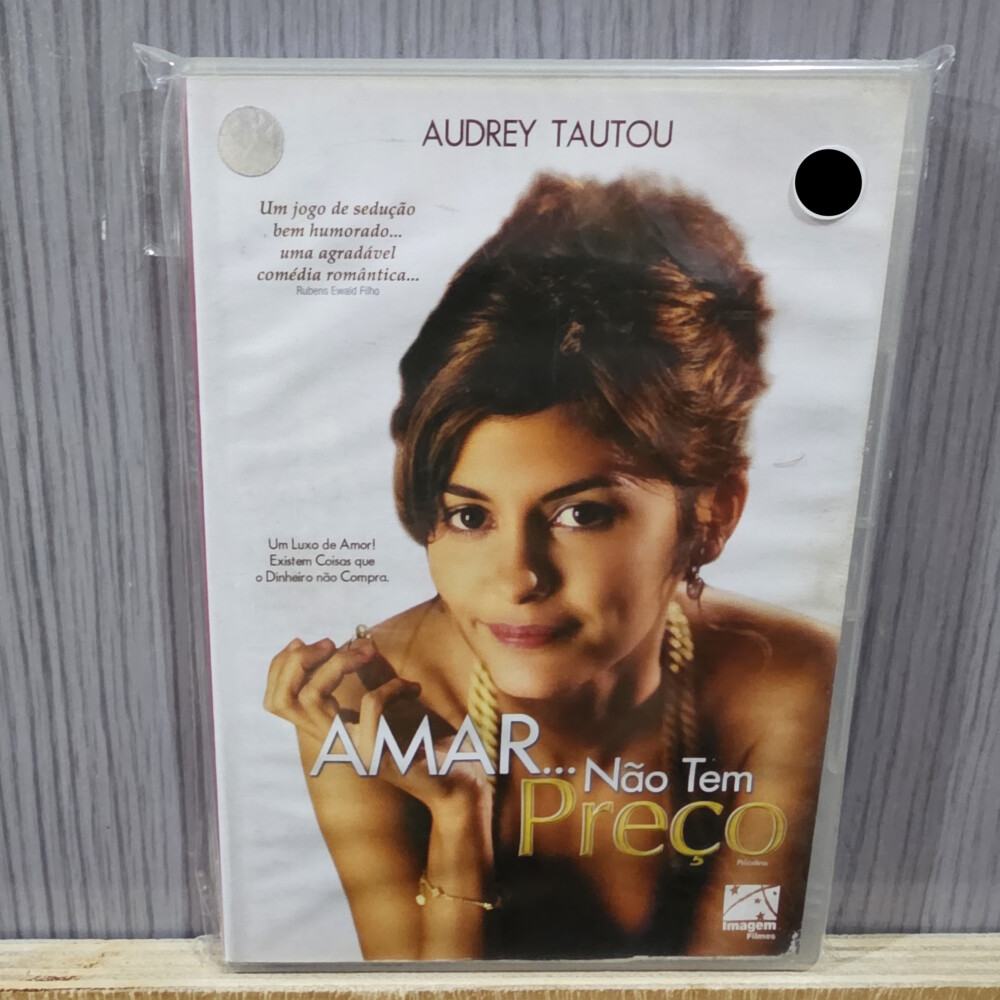 AUDREY TAUTOU
Um jogo de sedução
bem humorado...
uma agradável
comédia romântica...
Rubens Ewald Filho
Um Luxo de Amor!
Existem Coisas que
o Dinheiro não Compra.
AMAR...
Não Tem
Preço
Priceless
Imagem
Filmes